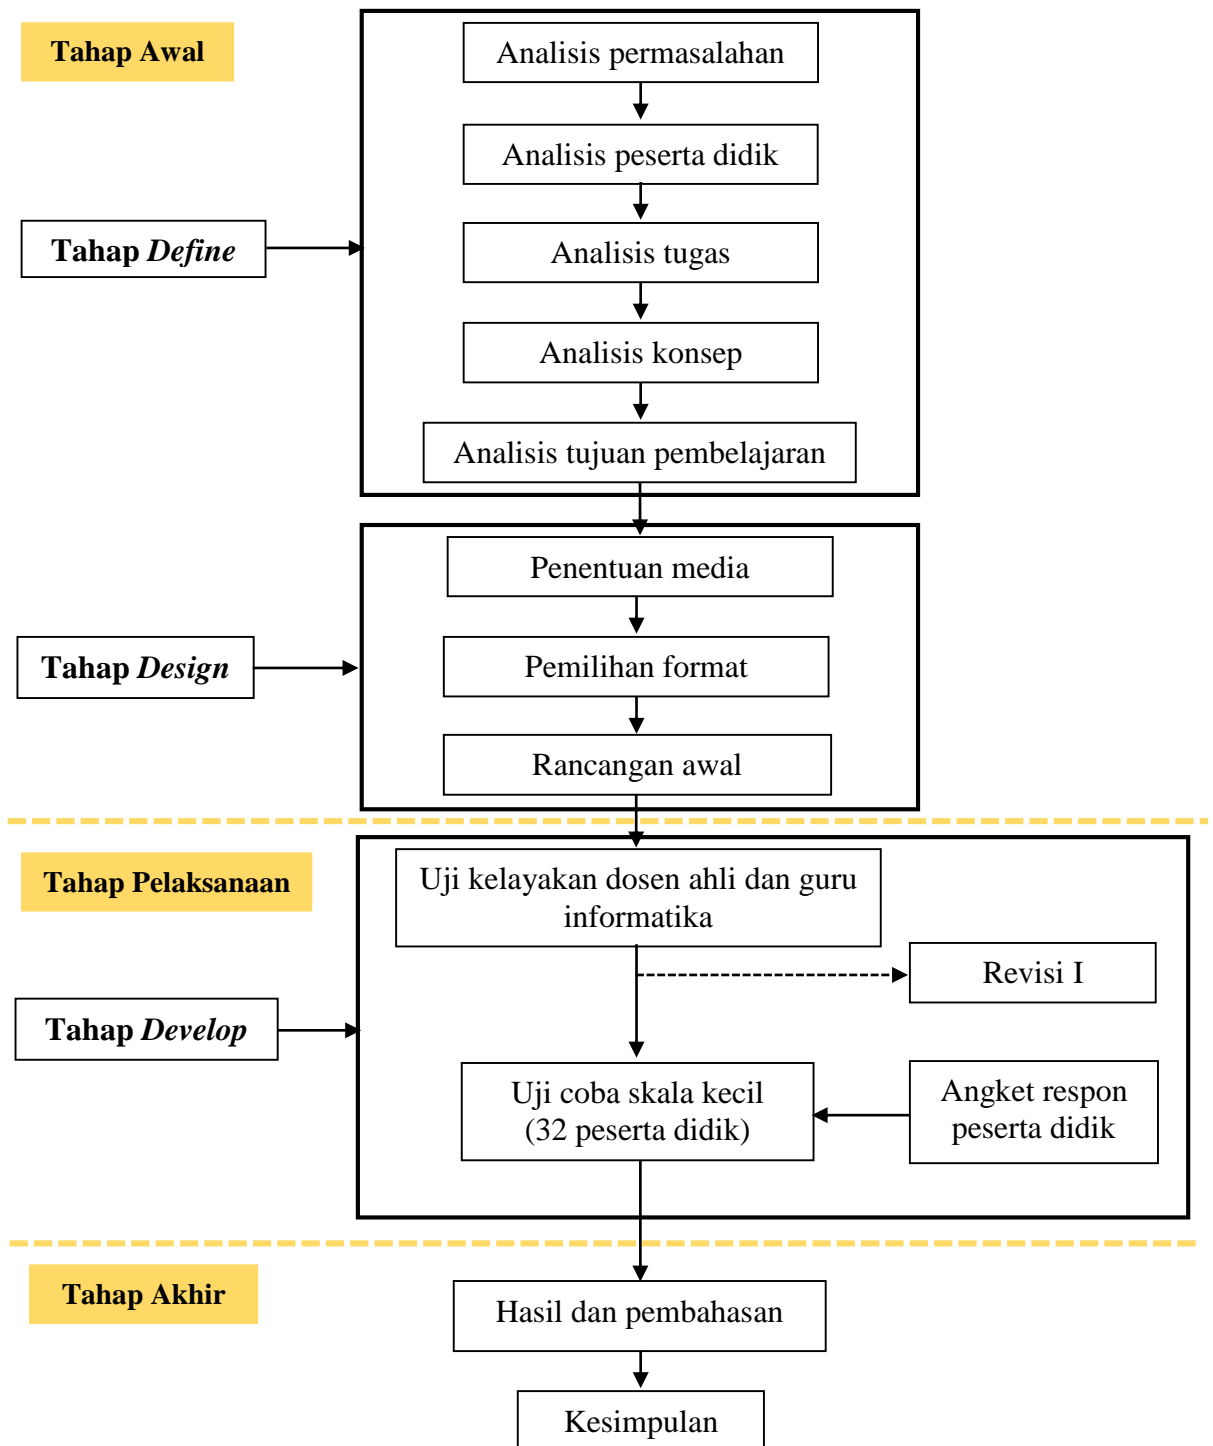 Tahap Awal
Analisis permasalahan
Analisis peserta didik
Tahap Define
Analisis tugas
Analisis konsep
Analisis tujuan pembelajaran
Penentuan media
Tahap Design
Pemilihan format
Rancangan awal
Tahap Pelaksanaan
Uji kelayakan dosen ahli dan guru
informatika
Revisi I
Tahap Develop
Uji coba skala kecil
(32 peserta didik)
Angket respon
peserta didik
Tahap Akhir
Hasil dan pembahasan
Kesimpulan